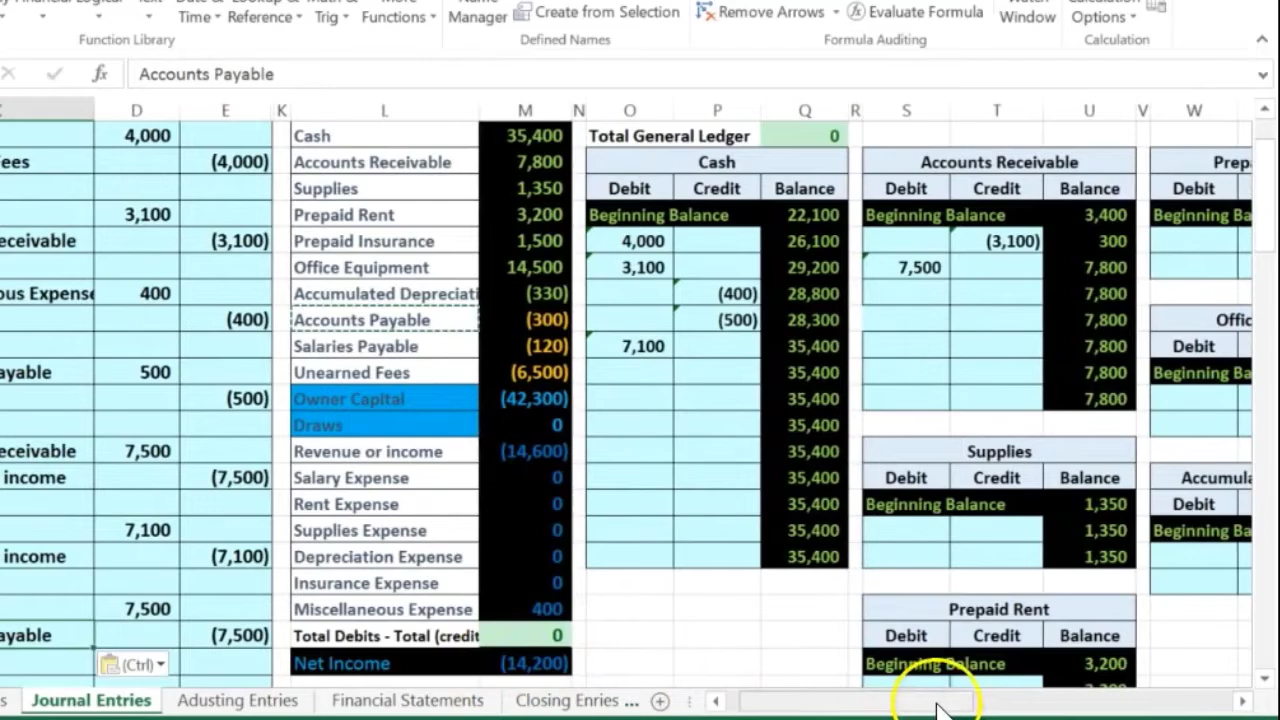 Time Reference Trig Functions
Function Library
Manager
Create from Selection
Defined Names
Remove Arrows
Evaluate Formula
Formula Auditing
Window
Options
Calculation
fx Accounts Payable
D E K L M N O P Q R S T U V W
4,000 Cash 35,400 Total General Ledger 0
(4,000) Accounts Receivable 7,800 Cash Accounts Receivable
Supplies 1,350 Debit Credit Balance Debit Credit Balance Debit
3,100 Prepaid Rent 3,200 Beginning Balance 22,100 Beginning Balance 3,400
(3,100) Prepaid Insurance 1,500 4,000 26,100 (3,100) 300
Office Equipment 14,500 3,100 29,200 7,500 7,800
400 (330) (400) 28,800 7,800
(400) Accounts Payable (300) (500) 28,300 7,800
Salaries Payable (120) 7,100 35,400 7,800 Debit
500 Unearned Fees (6,500) 35,400 7,800
(500) Owner Capital (42,300) 35,400 7,800
Draws 0 35,400
7,500 Revenue or income (14,600) 35,400 Supplies
income (7,500) Salary Expense 0 35,400 Debit Credit Balance Debit
Rent Expense 0 35,400 Beginning Balance 1,350
7,100 Supplies Expense 0 35,400 1,350
income (7,100) Depreciation Expense 0 35,400 1,350
Insurance Expense 0
7,500 Miscellaneous Expense 400 Prepaid Rent
(7,500) Total Debits - Total (credit 0 Debit Credit Balance
(Ctrl) Net Income (14,200) Beginning Balance 3,200
Journal Entries Adusting Entries Financial Statements Closing Enries ...